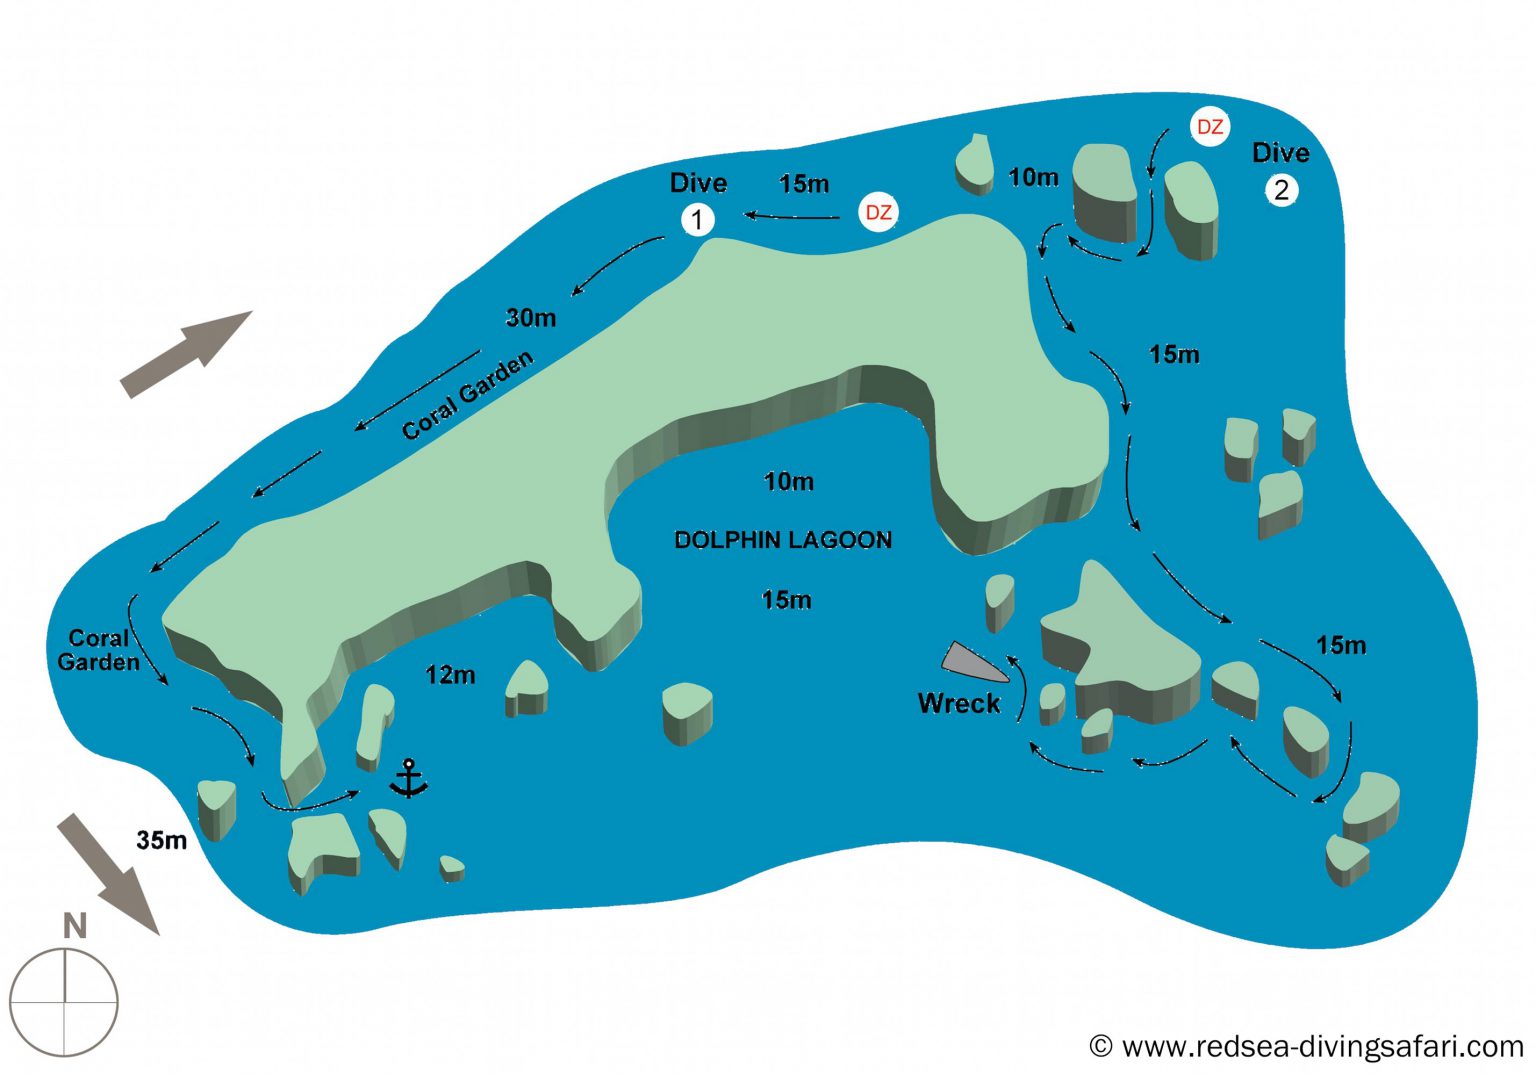 DZ
Dive
2
10m
Dive
1
15m
DZ
30m
Coral Garden
15m
10m
DOLPHIN LAGOON
15m
Coral
Garden
12m
15m
Wreck
35m
N
© www.redsea-divingsafari.com